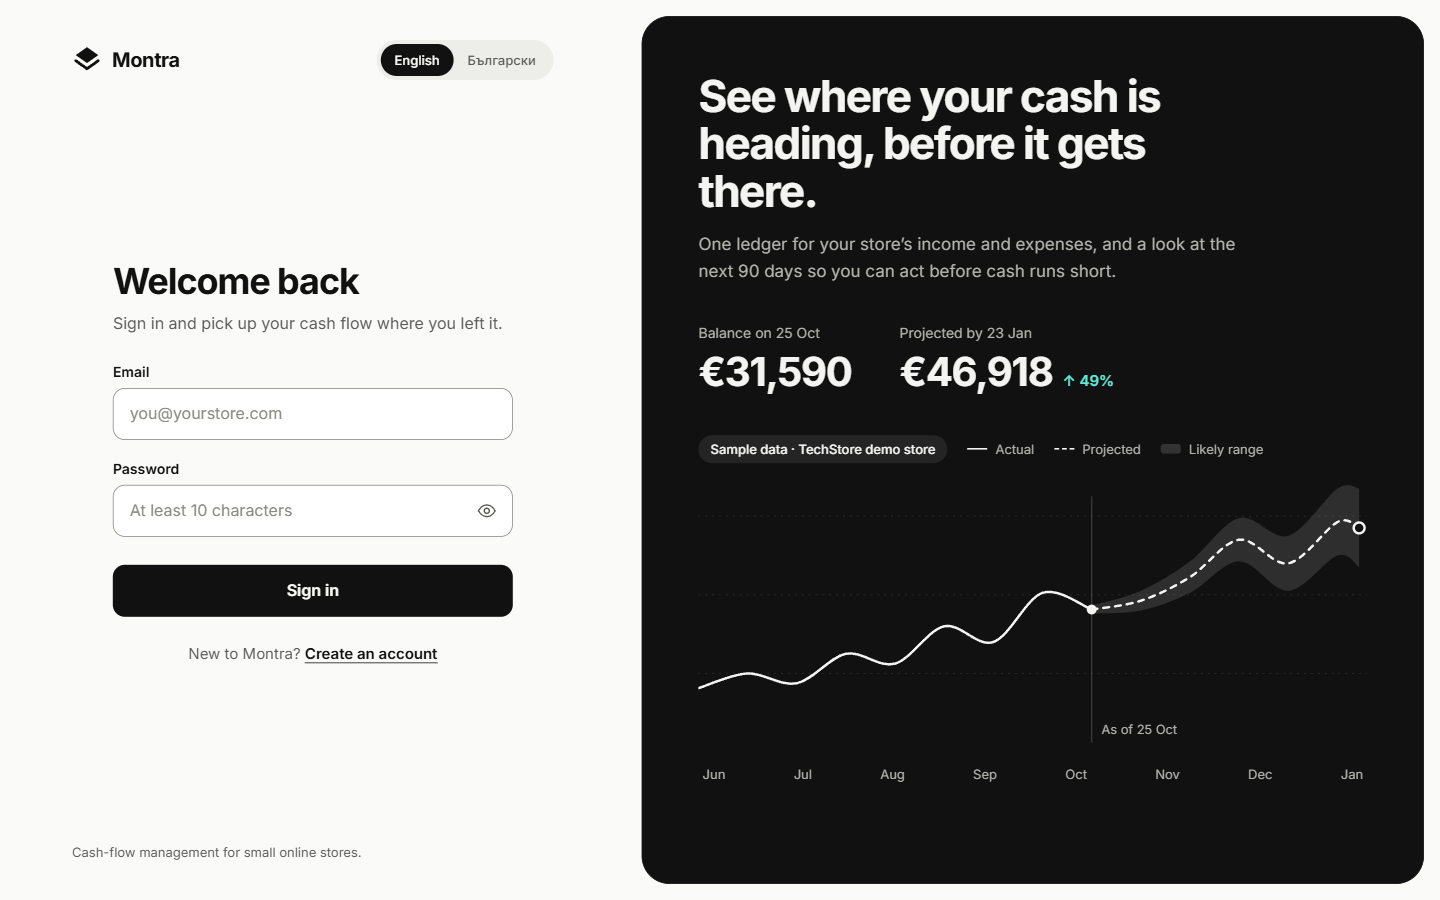 Montra
English
Български
Welcome back
Sign in and pick up your cash flow where you left it.
Email
you@yourstore.com
Password
At least 10 characters
Sign in
New to Montra? Create an account
Cash-flow management for small online stores.
See where your cash is
heading, before it gets
there.
One ledger for your store’s income and expenses, and a look at the
next 90 days so you can act before cash runs short.
Balance on 25 Oct
€31,590
Projected by 23 Jan
€46,918 ↑ 49%
Sample data · TechStore demo store
Actual
Projected
Likely range
As of 25 Oct
Jun Jul Aug Sep Oct Nov Dec Jan